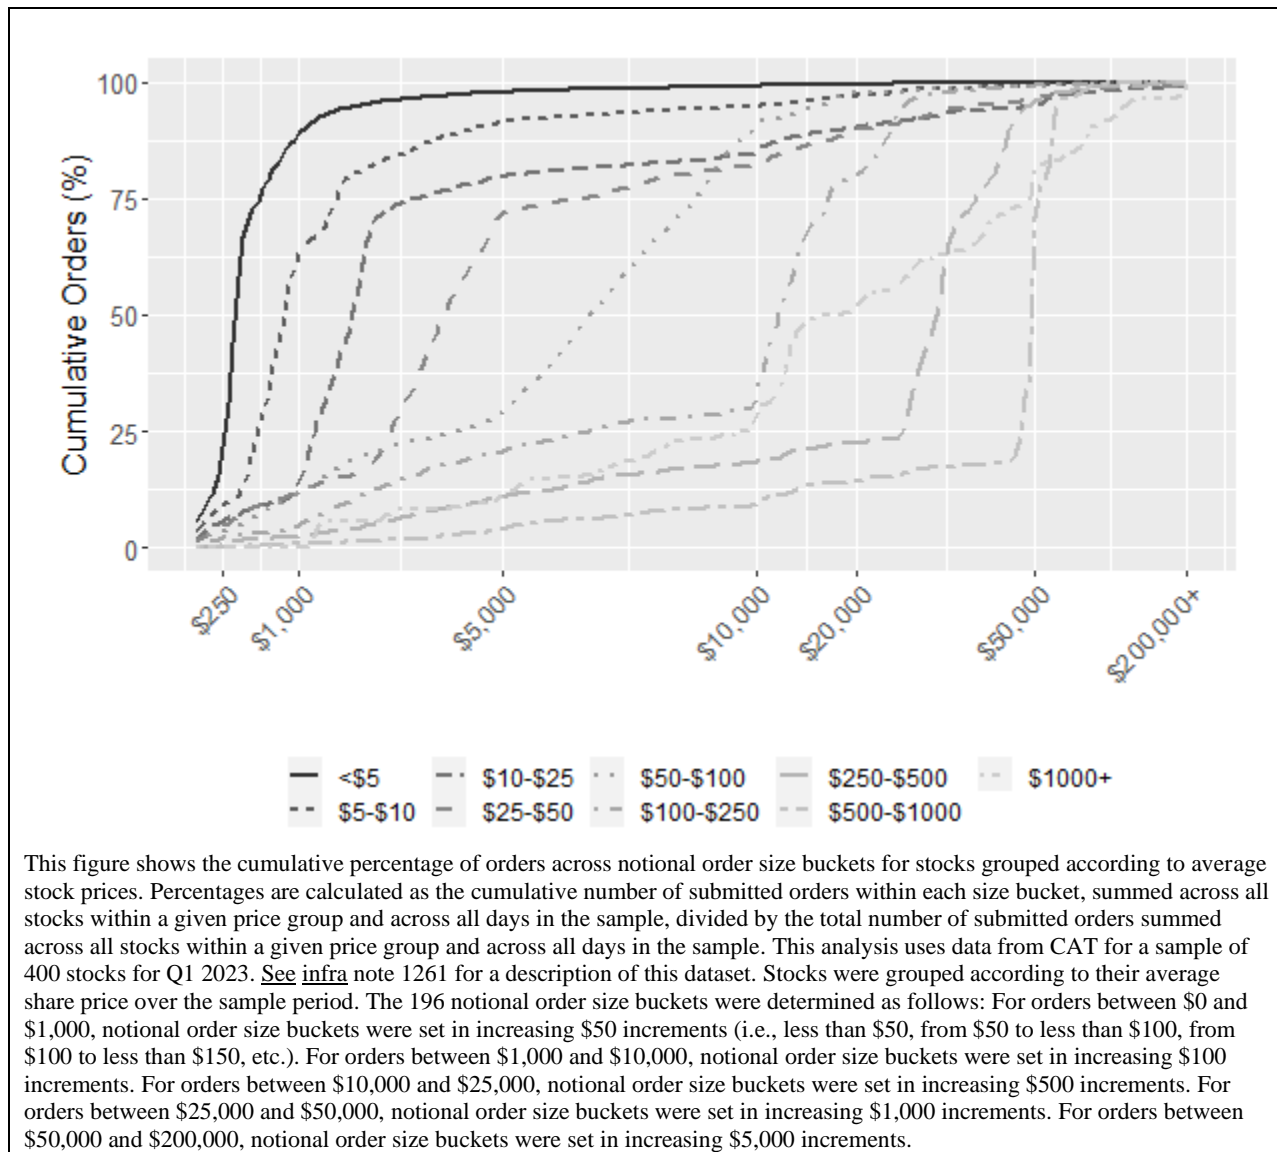 Cumulative Orders (%)
100
75
50
25
0
$250
$1,000
$5,000
$10,000
$20,000
$50,000
$200,000+
<$5
$10-$25
$50-$100
$250-$500
$1000+
$5-$10
$25-$50
$100-$250
$500-$1000
This figure shows the cumulative percentage of orders across notional order size buckets for stocks grouped according to average
stock prices. Percentages are calculated as the cumulative number of submitted orders within each size bucket, summed across all
stocks within a given price group and across all days in the sample, divided by the total number of submitted orders summed
across all stocks within a given price group and across all days in the sample. This analysis uses data from CAT for a sample of
400 stocks for Q1 2023. See infra note 1261 for a description of this dataset. Stocks were grouped according to their average
share price over the sample period. The 196 notional order size buckets were determined as follows: For orders between $0 and
$1,000, notional order size buckets were set in increasing $50 increments (i.e., less than $50, from $50 to less than $100, from
$100 to less than $150, etc.). For orders between $1,000 and $10,000, notional order size buckets were set in increasing $100
increments. For orders between $10,000 and $25,000, notional order size buckets were set in increasing $500 increments. For
orders between $25,000 and $50,000, notional order size buckets were set in increasing $1,000 increments. For orders between
$50,000 and $200,000, notional order size buckets were set in increasing $5,000 increments.